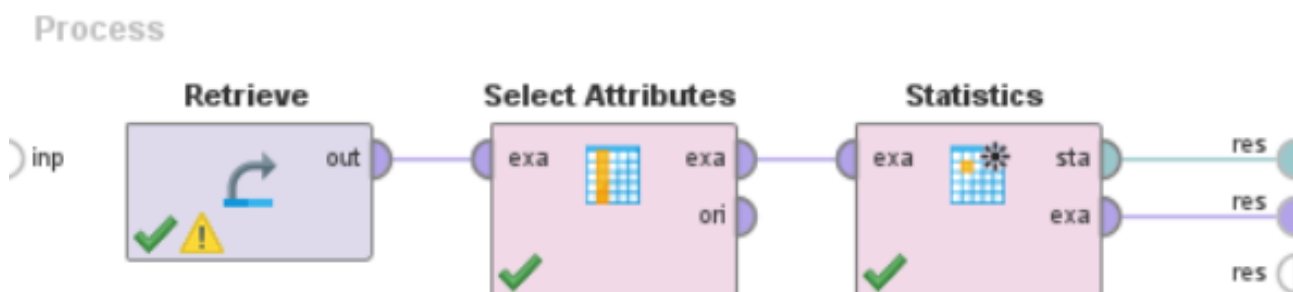 Process
Retrieve
Select Attributes
Statistics
inp
out
exa
exa
exa
sta
res
ori
exa
res
res